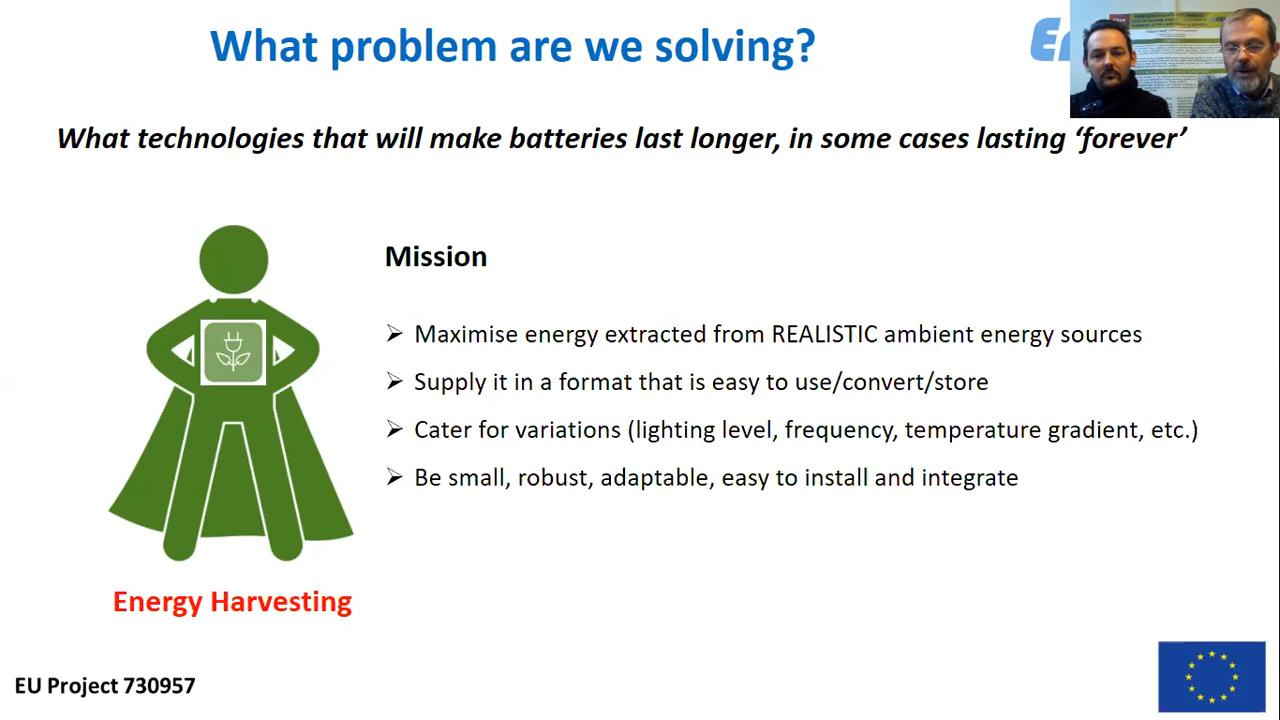 What problem are we solving?
What technologies that will make batteries last longer, in some cases lasting ‘forever’
Mission
➢ Maximise energy extracted from REALISTIC ambient energy sources
➢ Supply it in a format that is easy to use/convert/store
➢ Cater for variations (lighting level, frequency, temperature gradient, etc.)
➢ Be small, robust, adaptable, easy to install and integrate
Energy Harvesting
EU Project 730957